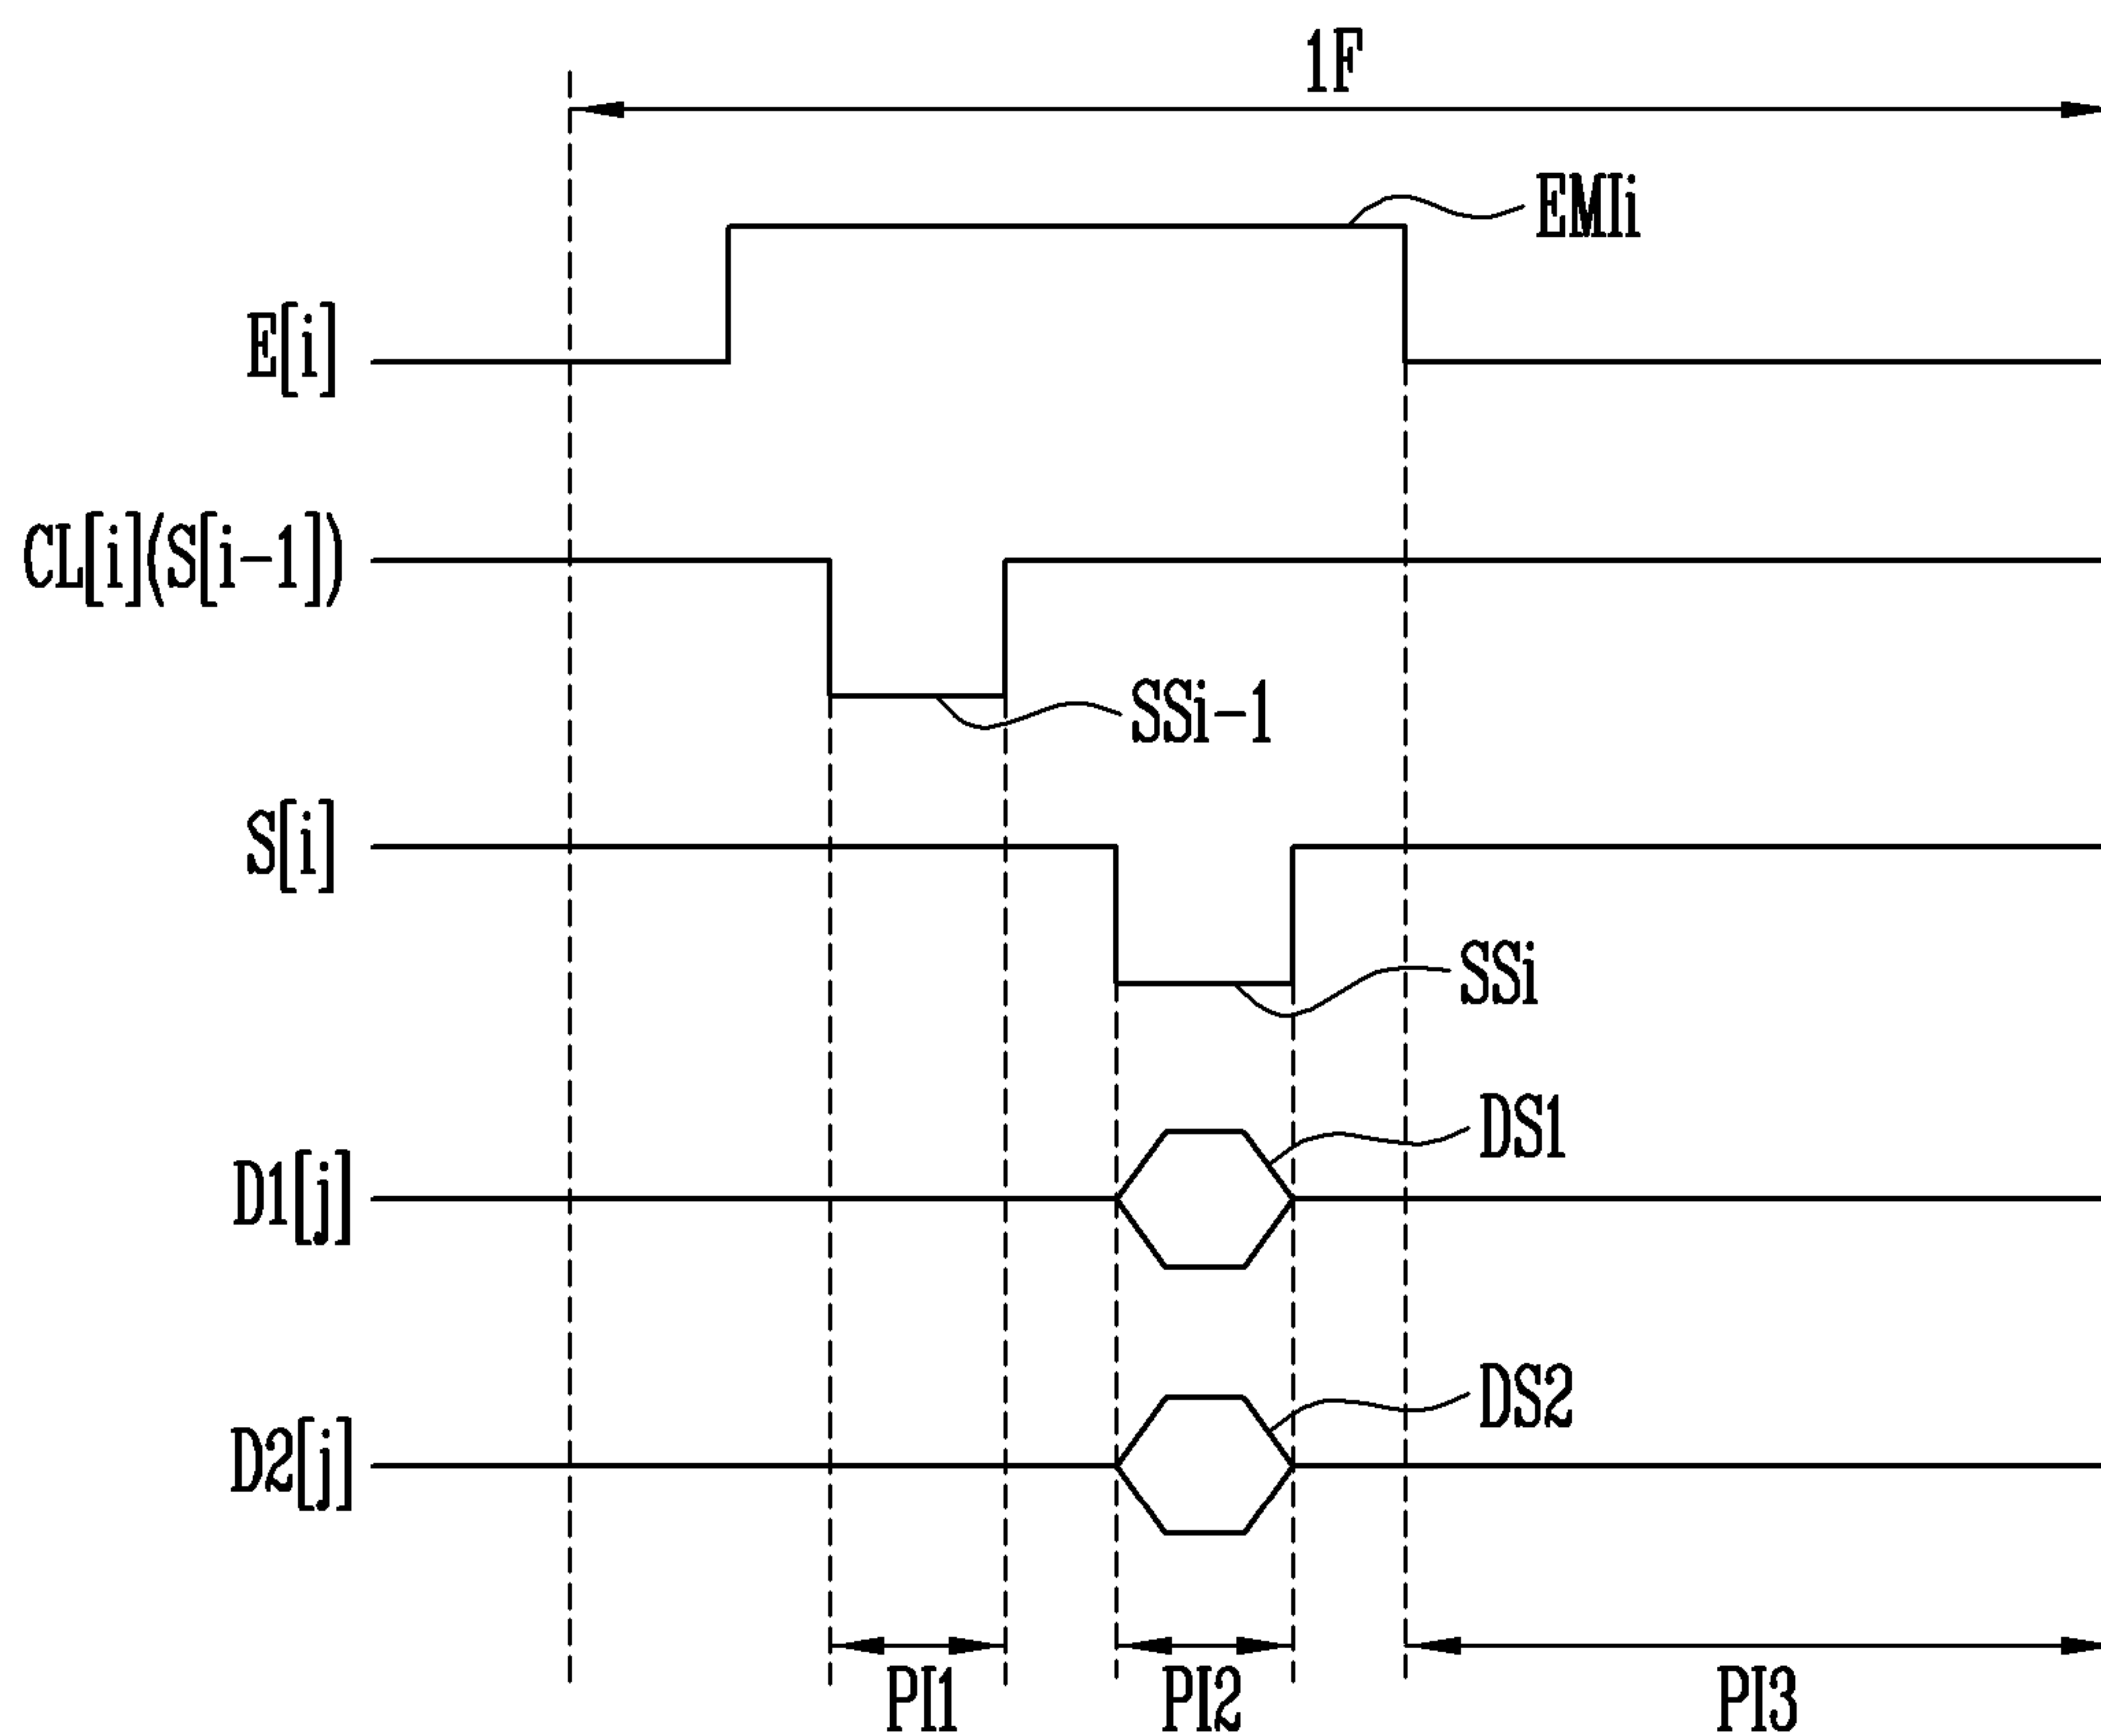 1F
EMIi
E[i]
CL[i](S[i-1])
SSi-1
S[i]
SSi
DS1
D1[j]
DS2
D2[j]
PI1 PI2 PI3